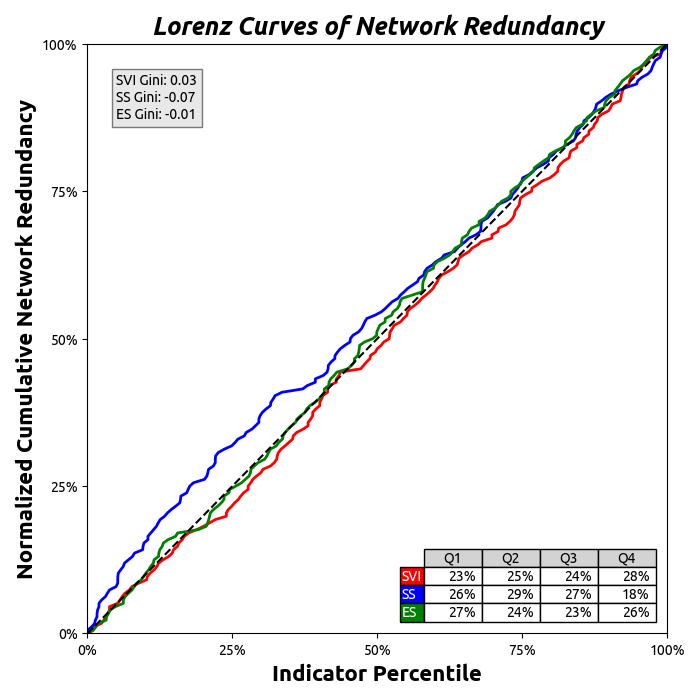 Lorenz Curves of Network Redundancy
100%
75%
50%
25%
0%
Normalized Cumulative Network Redundancy
SVI Gini: 0.03
SS Gini: -0.07
ES Gini: -0.01
Q1 Q2 Q3 Q4
SVI 23% 25% 24% 28%
SS 26% 29% 27% 18%
ES 27% 24% 23% 26%
0% 25% 50% 75% 100%
Indicator Percentile